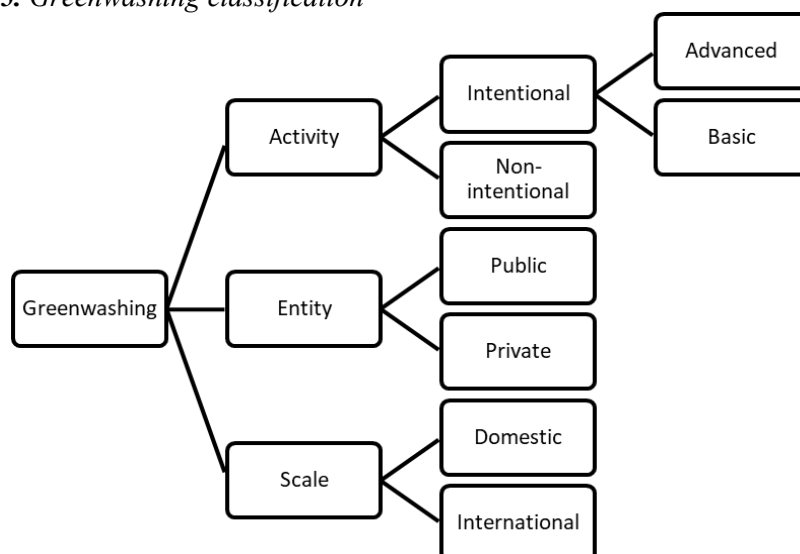 3. Greenwashing classification
Advanced
Intentional
Basic
Activity
Non-
intentional
Public
Greenwashing
Entity
Private
Domestic
Scale
International